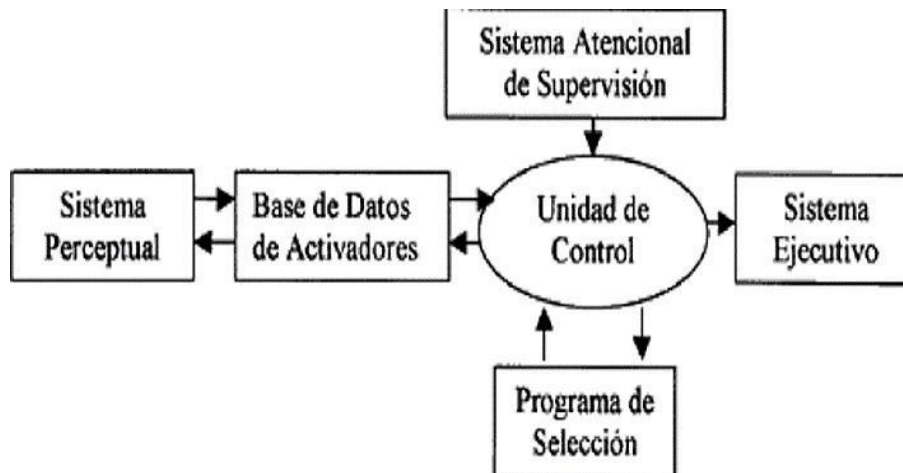 Sistema Atencional
de Supervisión
Sistema
Perceptual
Base de Datos
de Activadores
Unidad de
Control
Sistema
Ejecutivo
Programa de
Selección